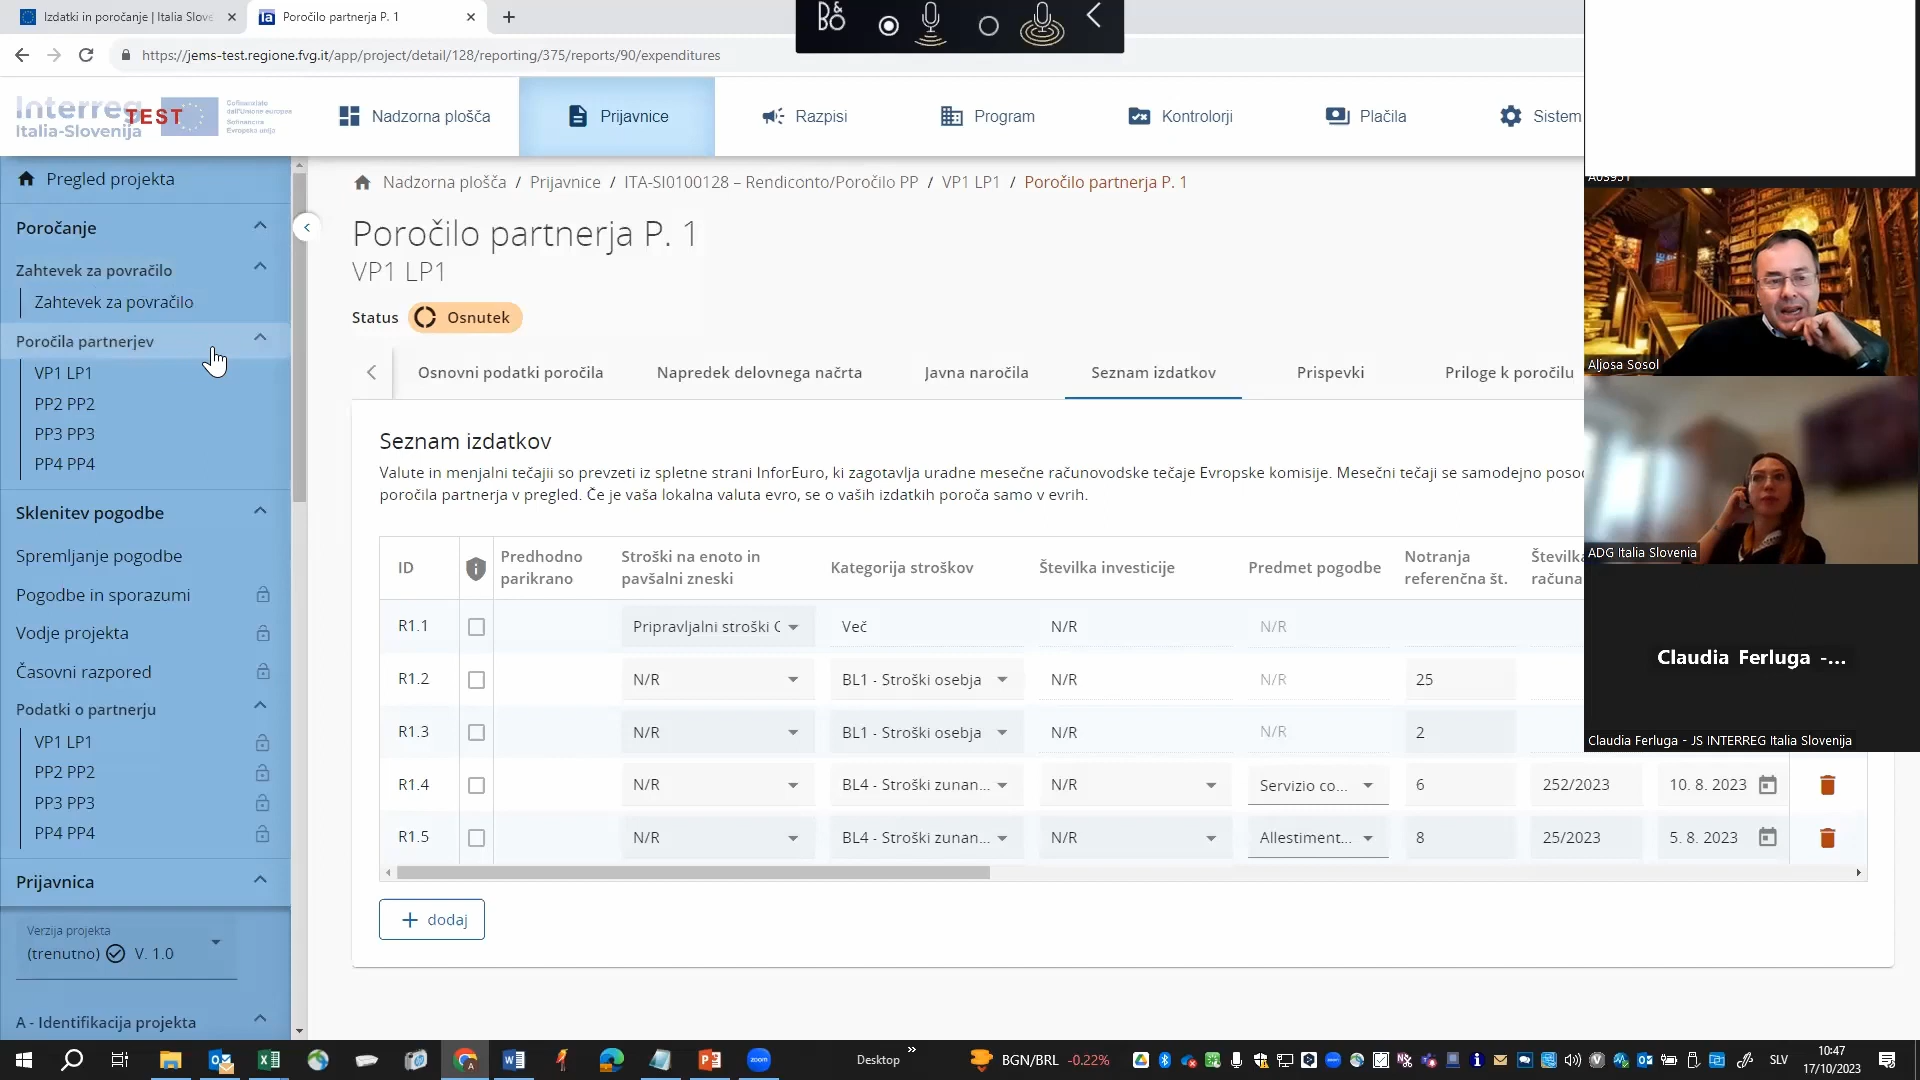 Izdatki in poročanje | Italia Slove
Poročilo partnerja P. 1
https://jems-test.regione.fvg.it/app/project/detail/128/reporting/375/reports/90/expenditures
Interreg
TEST
Italia-Slovenija
Cofinanziato
dall'Unione europea
Sofinancira
Evropska unija
Nadzorna plošča
Prijavnice
Razpisi
Program
Kontrolorji
Plačila
Sistem
Pregled projekta
Poročanje
Zahtevek za povračilo
Zahtevek za povračilo
Poročila partnerjev
VP1 LP1
PP2 PP2
PP3 PP3
PP4 PP4
Sklenitev pogodbe
Spremljanje pogodbe
Pogodbe in sporazumi
Vodje projekta
Časovni razpored
Podatki o partnerju
VP1 LP1
PP2 PP2
PP3 PP3
PP4 PP4
Prijavnica
Verzija projekta
(trenutno) V. 1.0
A - Identifikacija projekta
Nadzorna plošča / Prijavnice / ITA-SI0100128 – Rendiconto/Poročilo PP / VP1 LP1 / Poročilo partnerja P. 1
Poročilo partnerja P. 1
VP1 LP1
Status Osnutek
Osnovni podatki poročila
Napredek delovnega načrta
Javna naročila
Seznam izdatkov
Prispevki
Priloge k poročilu
Seznam izdatkov
Valute in menjalni tečajii so prevzeti iz spletne strani InforEuro, ki zagotavlja uradne mesečne računovodske tečaje Evropske komisije. Mesečni tečaji se samodejno posod
poročila partnerja v pregled. Če je vaša lokalna valuta evro, se o vaših izdatkih poroča samo v evrih.
ID
Predhodno parikrano
Stroški na enoto in pavšalni zneski
Kategorija stroškov
Številka investicije
Predmet pogodbe
Notranja referenčna št.
Številka računa
R1.1 Pripravljalni stroški Več N/R N/R
R1.2 N/R BL1 - Stroški osebja N/R N/R 25
R1.3 N/R BL1 - Stroški osebja N/R N/R 2
R1.4 N/R BL4 - Stroški zunan... N/R Servizio co... 6 252/2023 10. 8. 2023
R1.5 N/R BL4 - Stroški zunan... N/R Allestiment... 8 25/2023 5. 8. 2023
+ dodaj
Aljosa Sosol
ADG Italia Slovenia
Claudia Ferluga -...
Claudia Ferluga - JS INTERREG Italia Slovenija
Desktop
BGN/BRL -0.22%
SLV
10:47
17/10/2023